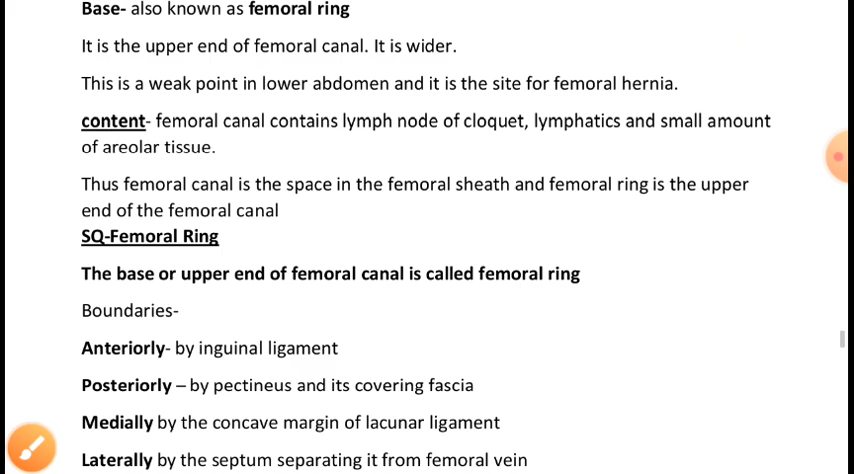 Base- also known as femoral ring
It is the upper end of femoral canal. It is wider.
This is a weak point in lower abdomen and it is the site for femoral hernia.
content- femoral canal contains lymph node of cloquet, lymphatics and small amount
of areolar tissue.
Thus femoral canal is the space in the femoral sheath and femoral ring is the upper
end of the femoral canal
SQ-Femoral Ring
The base or upper end of femoral canal is called femoral ring
Boundaries-
Anteriorly- by inguinal ligament
Posteriorly – by pectineus and its covering fascia
Medially by the concave margin of lacunar ligament
Laterally by the septum separating it from femoral vein